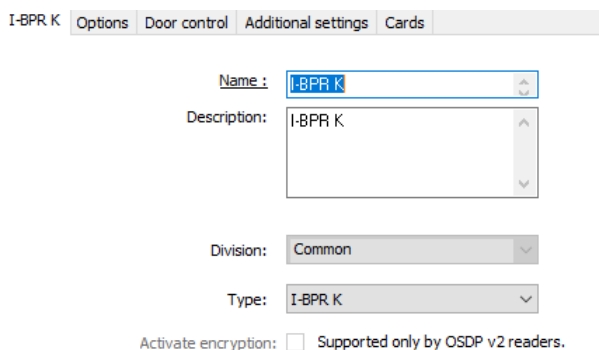 I-BPR K Options Door control Additional settings Cards
Name : I-BPR K
Description: I-BPR K
Division: Common
Type: I-BPR K
Activate encryption: Supported only by OSDP v2 readers.